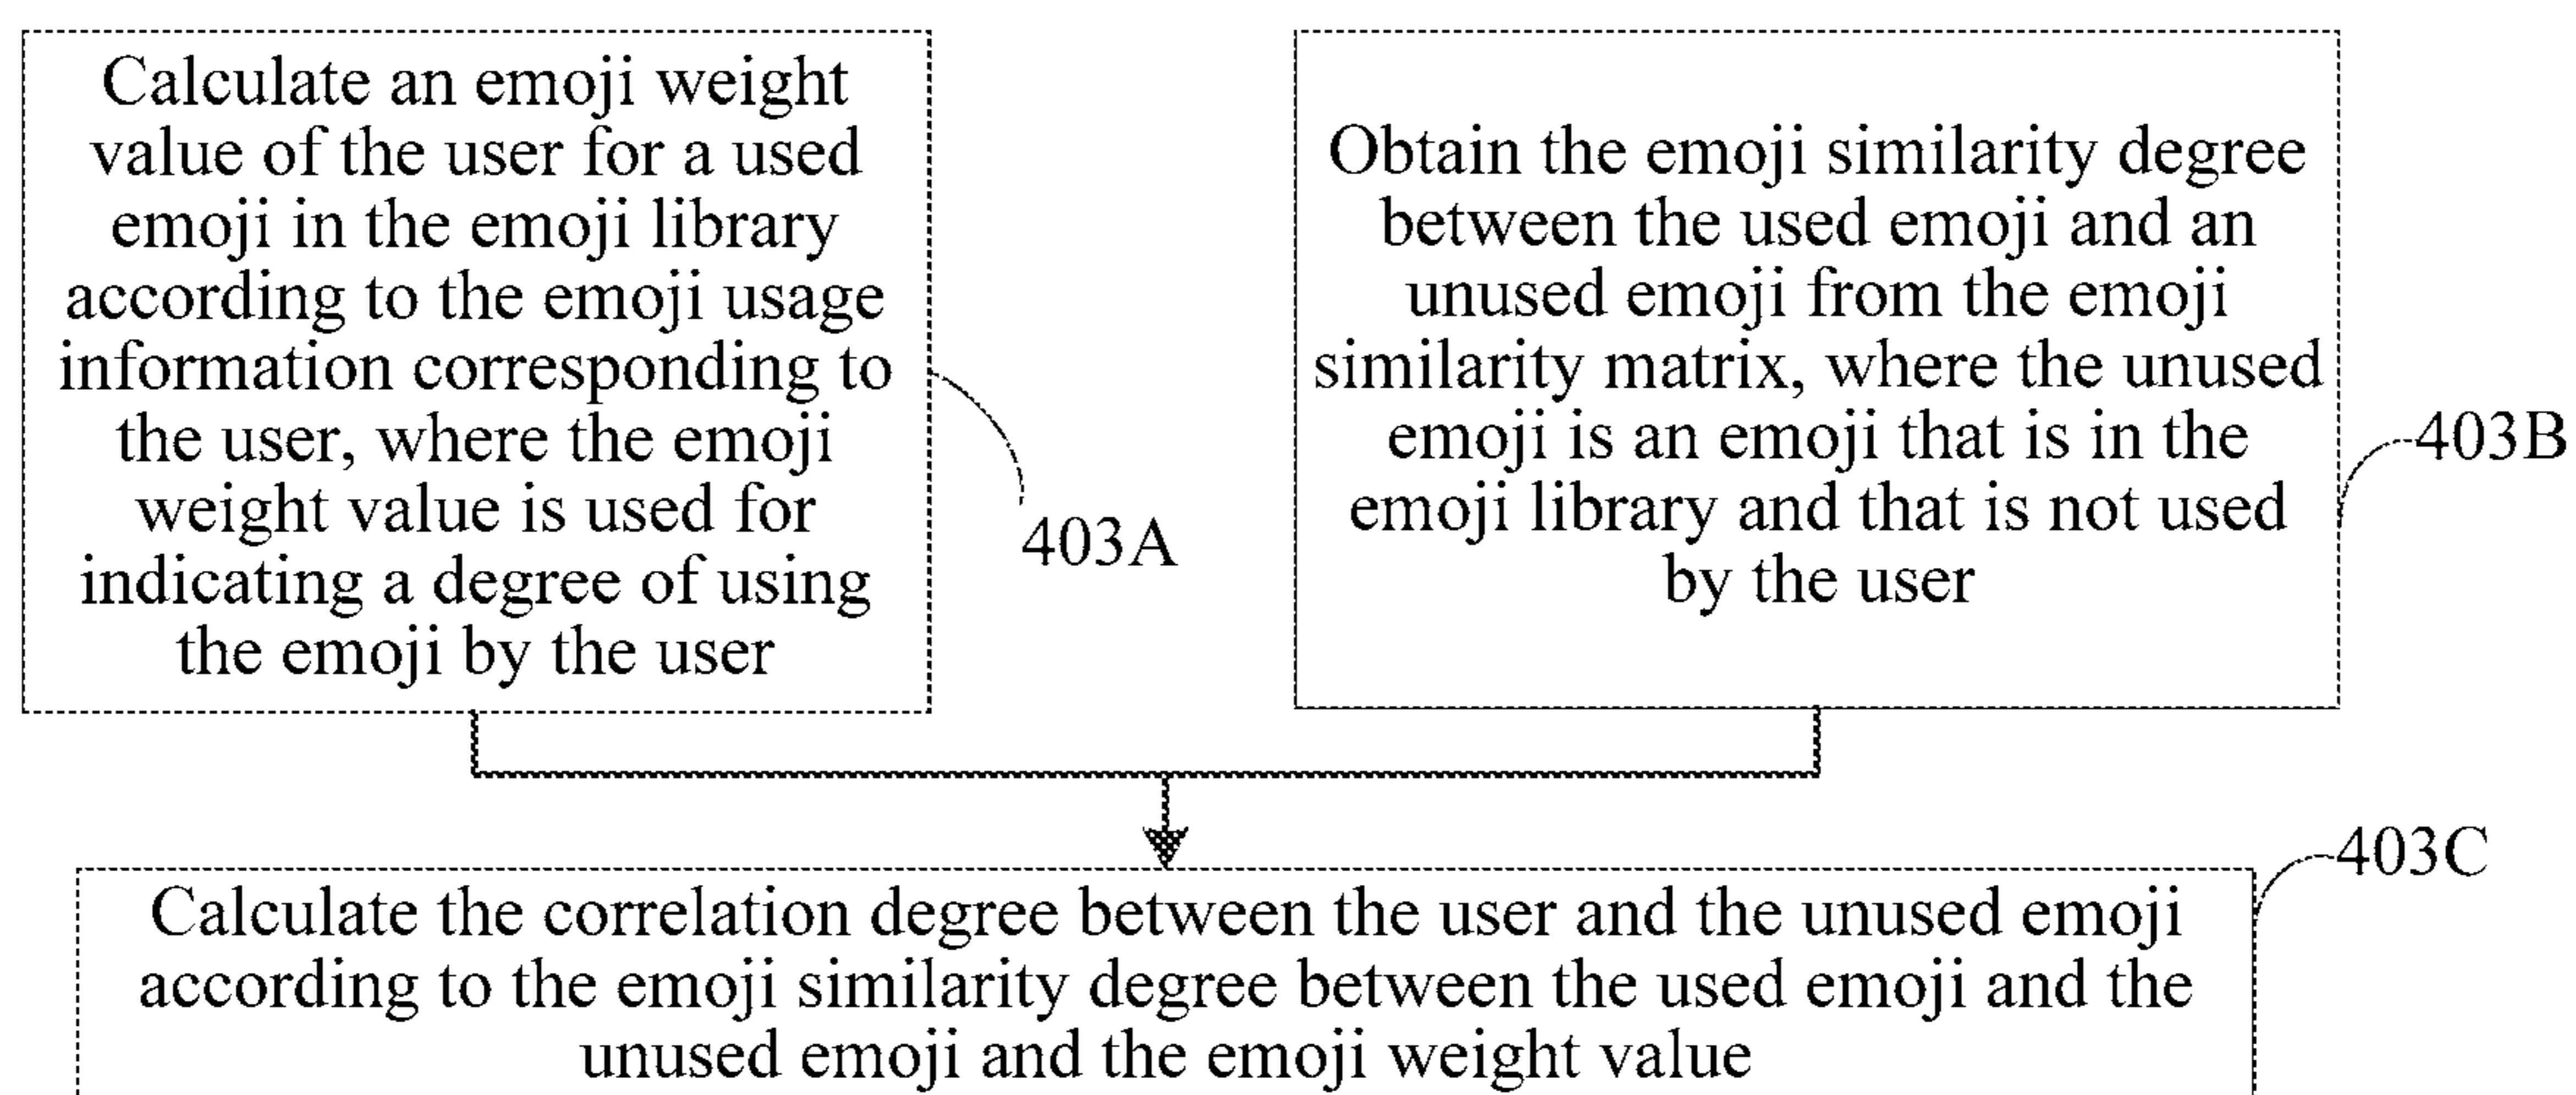 Calculate an emoji weight
value of the user for a used
emoji in the emoji library
according to the emoji usage
information corresponding to
the user, where the emoji
weight value is used for
indicating a degree of using
the emoji by the user
403A
Obtain the emoji similarity degree
between the used emoji and an
unused emoji from the emoji
similarity matrix, where the unused
emoji is an emoji that is in the
emoji library and that is not used
by the user
403B
403C
Calculate the correlation degree between the user and the unused emoji
according to the emoji similarity degree between the used emoji and the
unused emoji and the emoji weight value